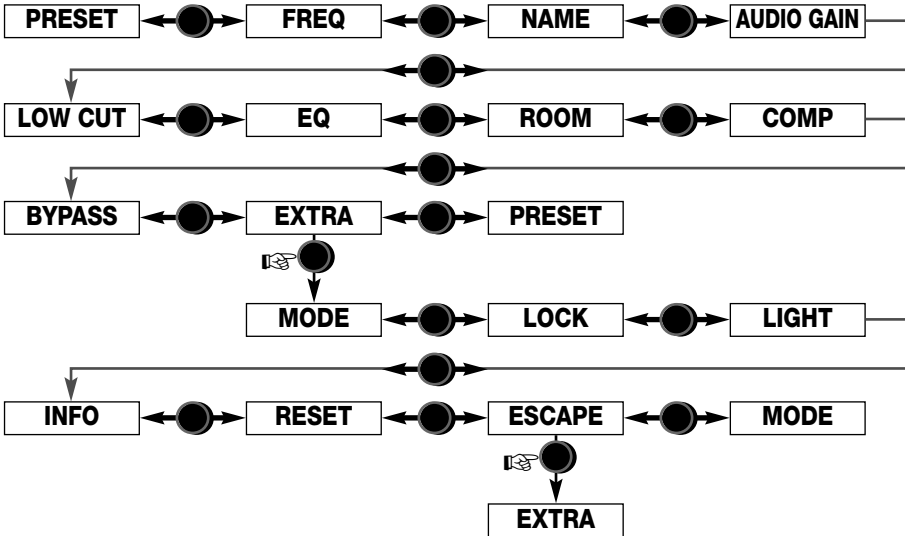 PRESET FREQ NAME AUDIO GAIN
LOW CUT EQ ROOM COMP
BYPASS EXTRA PRESET
MODE LOCK LIGHT
INFO RESET ESCAPE MODE
EXTRA